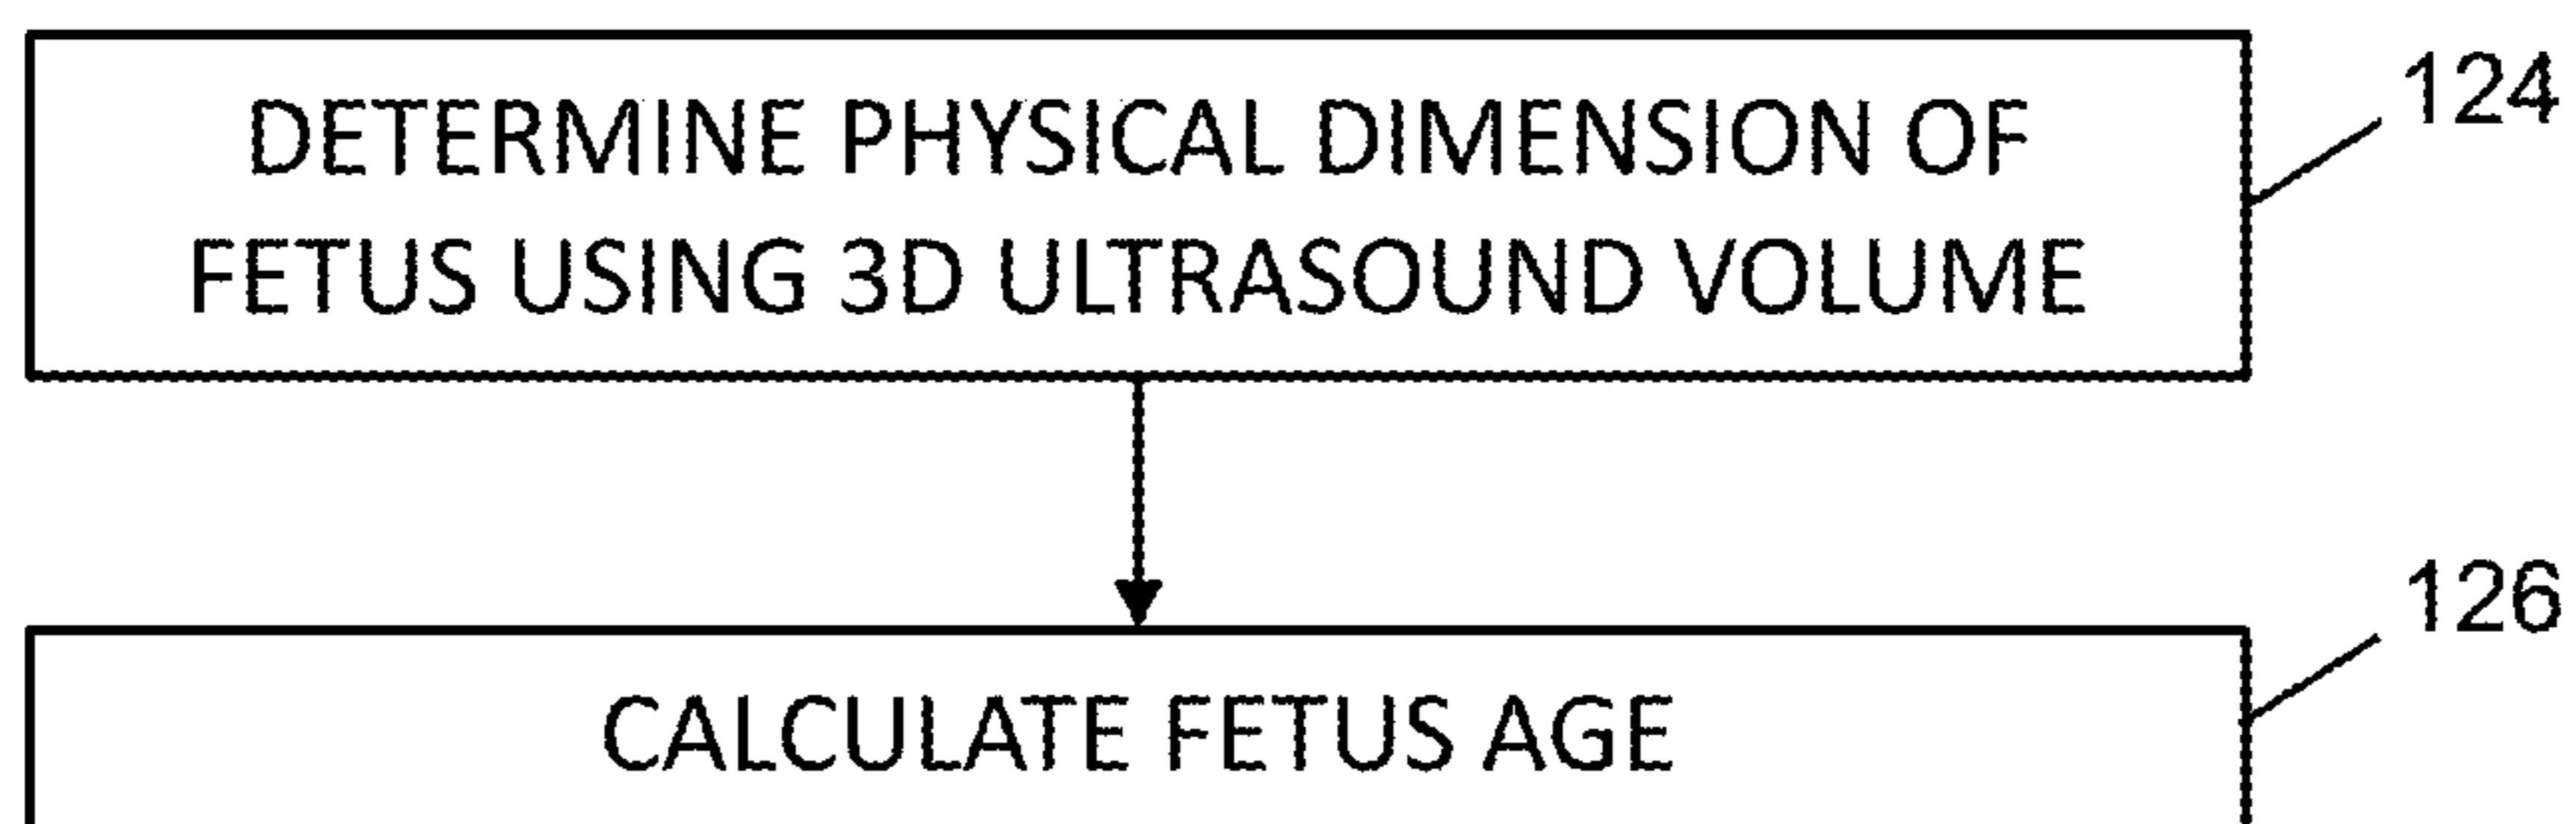 DETERMINE PHYSICAL DIMENSION OF
FETUS USING 3D ULTRASOUND VOLUME
124
CALCULATE FETUS AGE
126